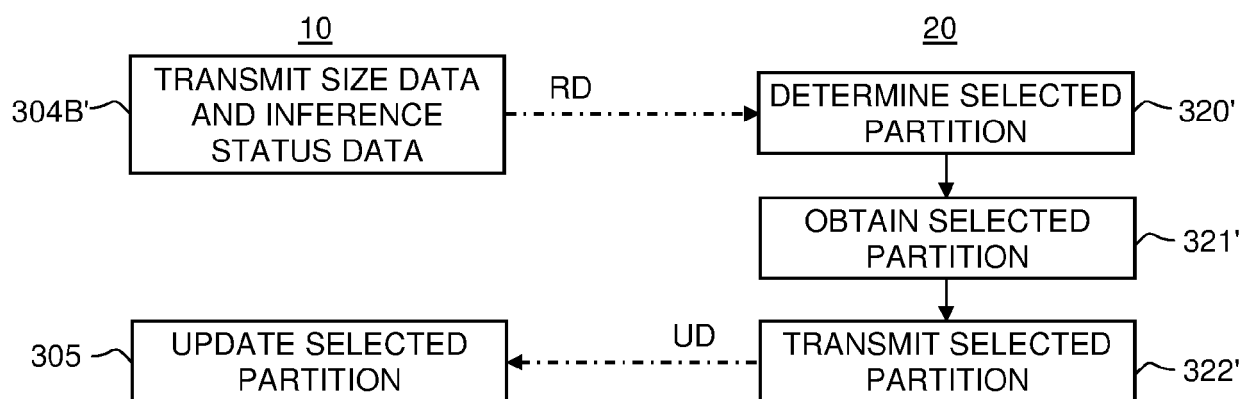 10
20
TRANSMIT SIZE DATA
AND INFERENCE
STATUS DATA
304B'
RD
DETERMINE SELECTED
PARTITION
320'
OBTAIN SELECTED
PARTITION
321'
305
UPDATE SELECTED
PARTITION
UD
TRANSMIT SELECTED
PARTITION
322'